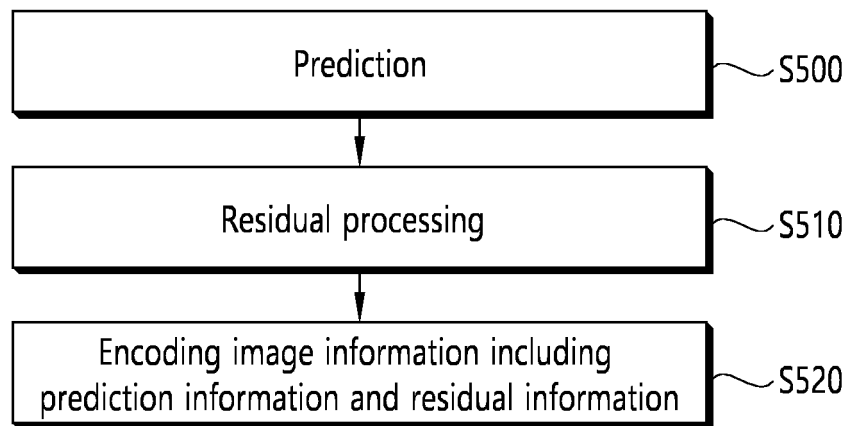 Prediction
S500
Residual processing
S510
Encoding image information including
prediction information and residual information
S520